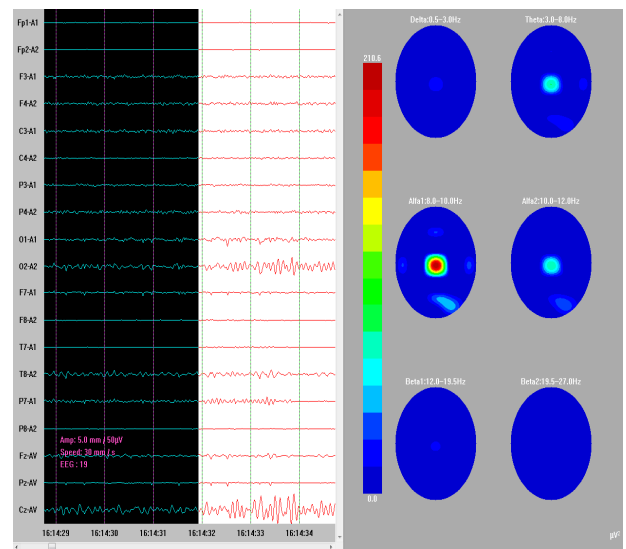 Fp1-A1
Fp2-A2
F3-A1
F4-A2
C3-A1
C4-A2
P3-A1
P4-A2
O1-A1
O2-A2
F7-A1
F8-A2
T7-A1
T8-A2
P7-A1
P8-A2
Fz-AV
Pz-AV
Cz-AV
Amp: 5.0 mm / 50µV
Speed: 30 mm / s
EEG : 19
16:14:29 16:14:30 16:14:31 16:14:32 16:14:33 16:14:34
210.6
0.0
Delta:0.5-3.0Hz Theta:3.0-8.0Hz
Alfa1:8.0-10.0Hz Alfa2:10.0-12.0Hz
Beta1:12.0-19.5Hz Beta2:19.5-27.0Hz
µV²